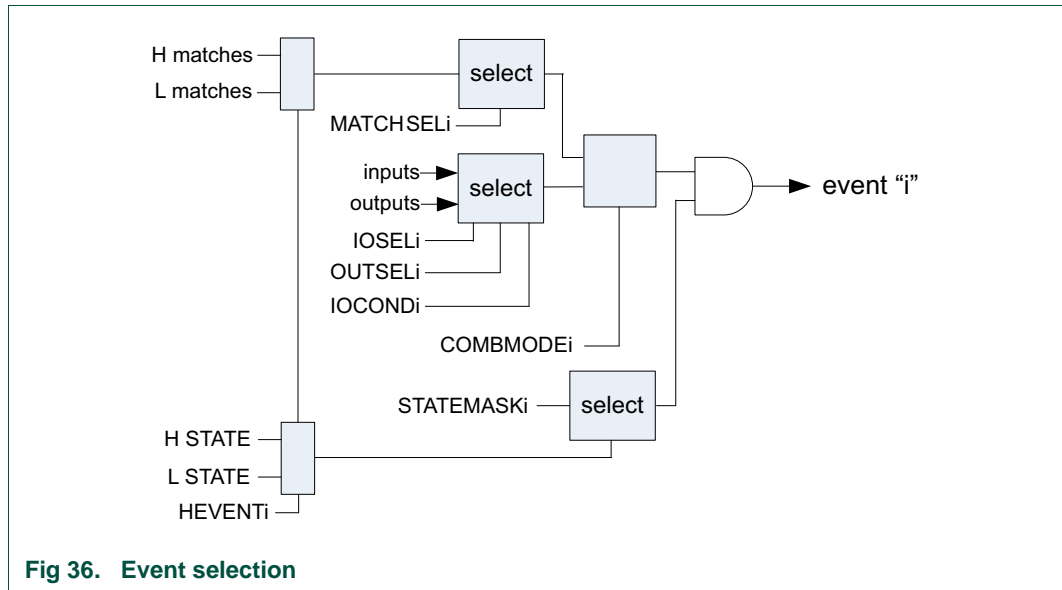 H matches
L matches
select
MATCHSELi
inputs
outputs
select
IOSELi
OUTSELi
IOCONDi
event “i”
COMBMODEi
STATEMASKi
select
H STATE
L STATE
HEVENTi
Fig 36. Event selection